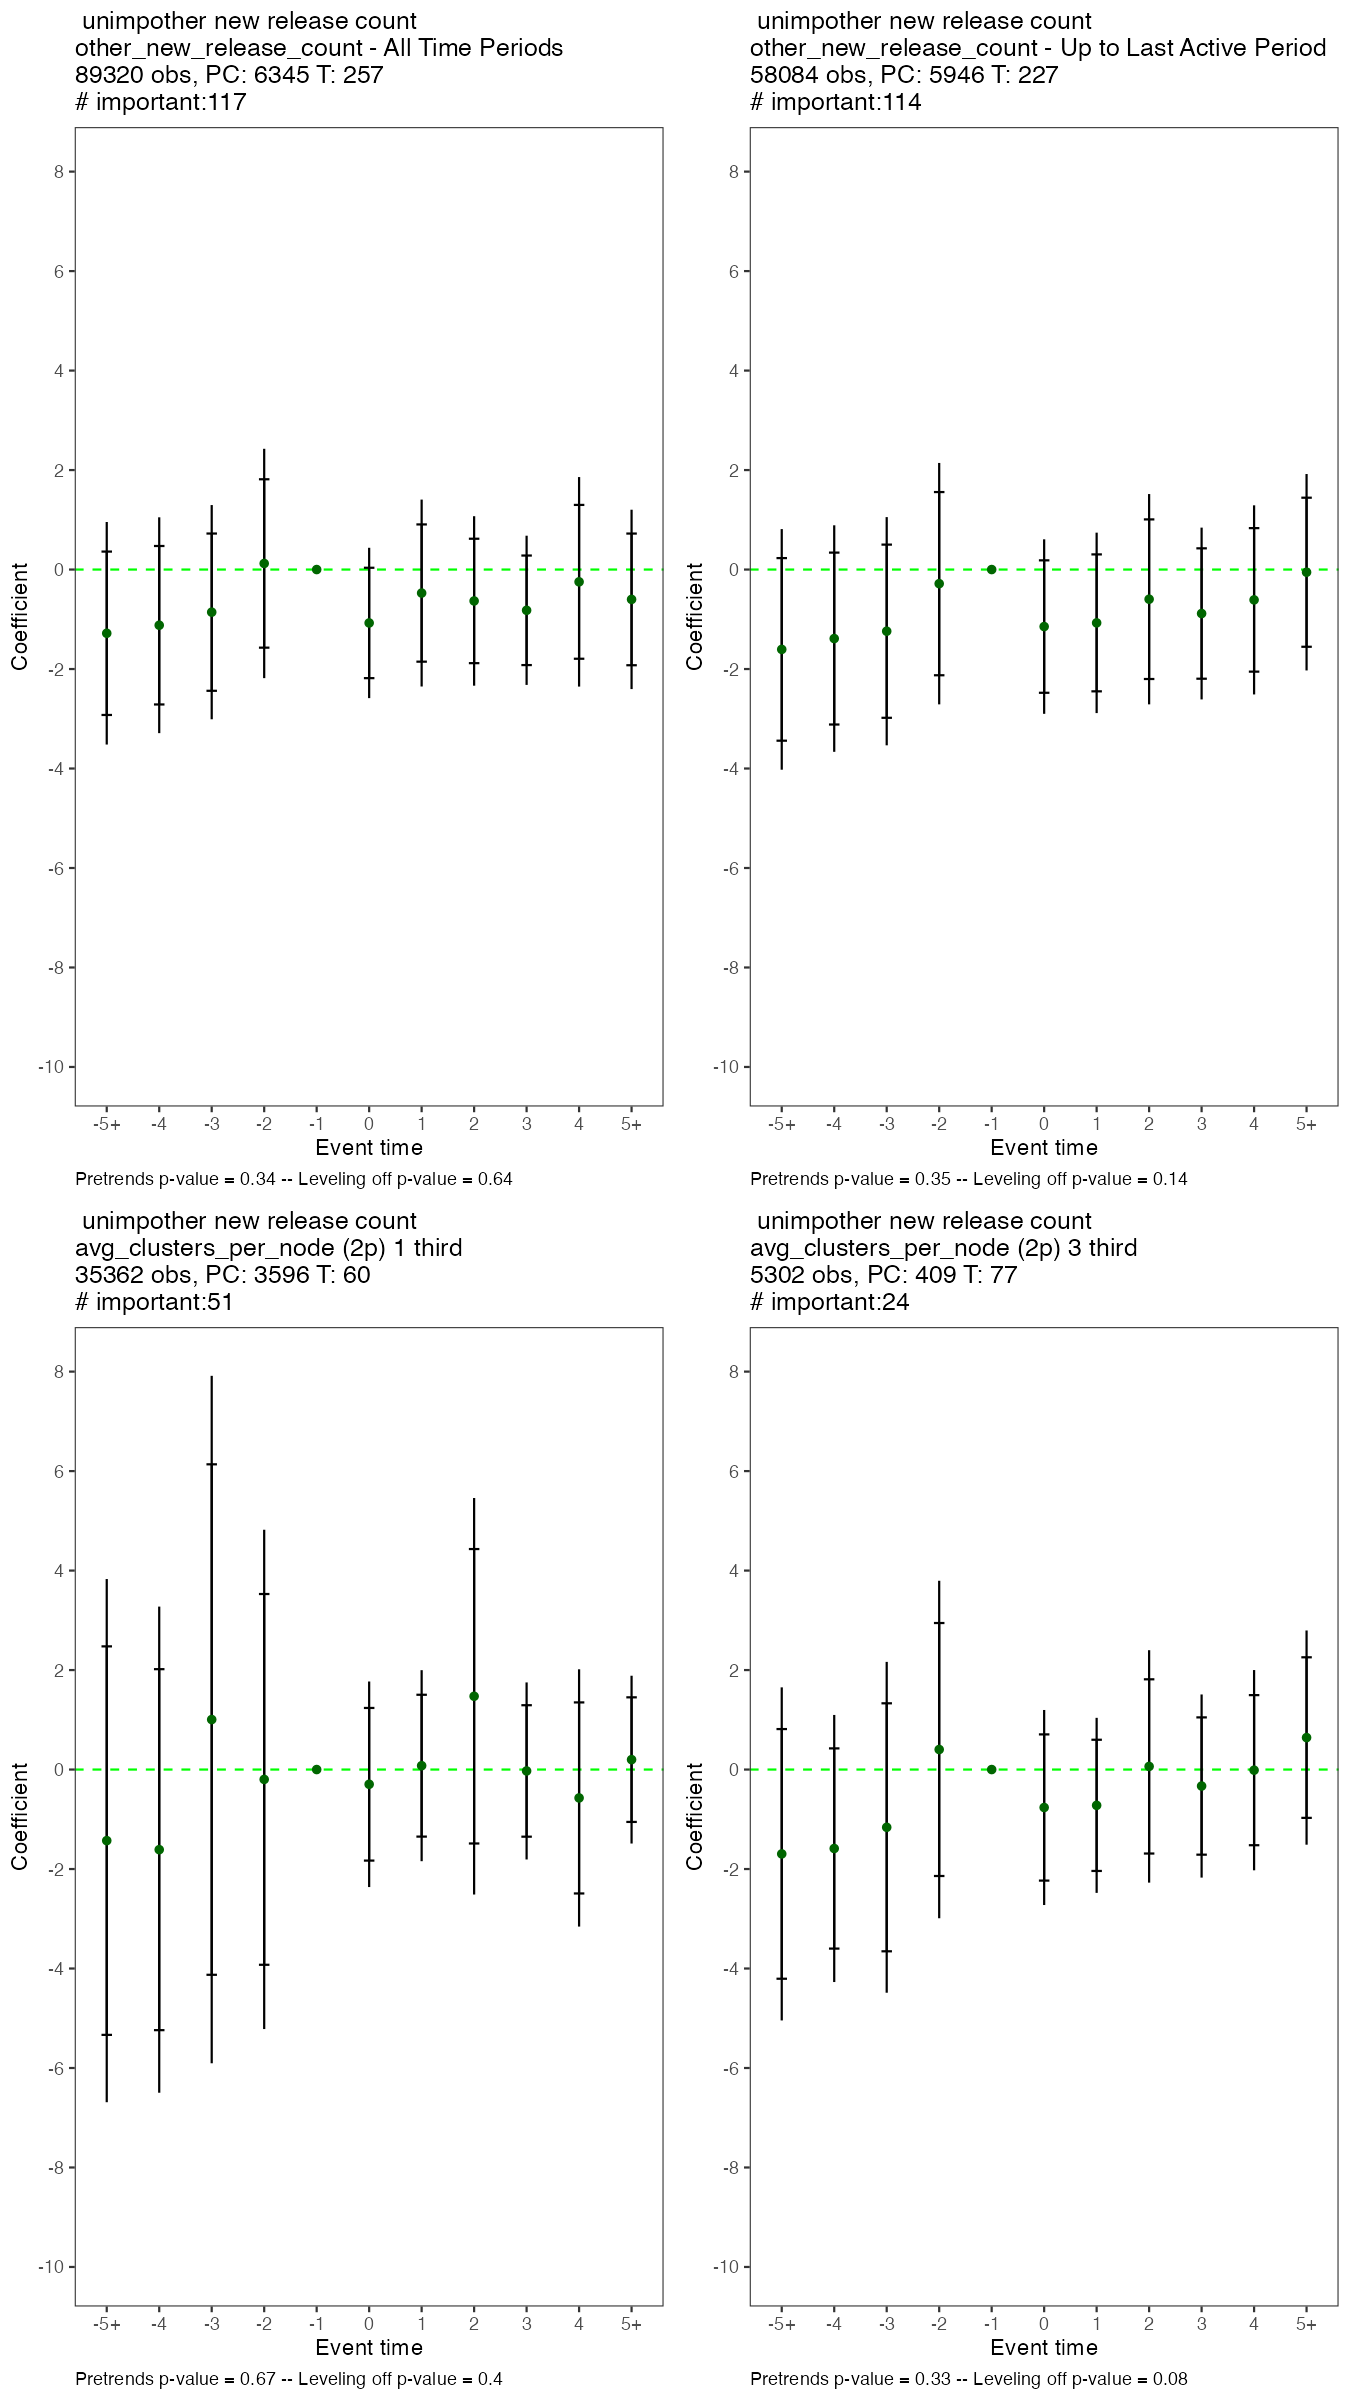 unimpother new release count
other_new_release_count - All Time Periods
89320 obs, PC: 6345 T: 257
# important:117
8
6
4
2
0
-2
-4
-6
-8
-10
Coefficient
-5+ -4 -3 -2 -1 0 1 2 3 4 5+
Event time
Pretrends p-value = 0.34 -- Leveling off p-value = 0.64
unimpother new release count
other_new_release_count - Up to Last Active Period
58084 obs, PC: 5946 T: 227
# important:114
8
6
4
2
0
-2
-4
-6
-8
-10
Coefficient
-5+ -4 -3 -2 -1 0 1 2 3 4 5+
Event time
Pretrends p-value = 0.35 -- Leveling off p-value = 0.14
unimpother new release count
avg_clusters_per_node (2p) 1 third
35362 obs, PC: 3596 T: 60
# important:51
8
6
4
2
0
-2
-4
-6
-8
-10
Coefficient
-5+ -4 -3 -2 -1 0 1 2 3 4 5+
Event time
Pretrends p-value = 0.67 -- Leveling off p-value = 0.4
unimpother new release count
avg_clusters_per_node (2p) 3 third
5302 obs, PC: 409 T: 77
# important:24
8
6
4
2
0
-2
-4
-6
-8
-10
Coefficient
-5+ -4 -3 -2 -1 0 1 2 3 4 5+
Event time
Pretrends p-value = 0.33 -- Leveling off p-value = 0.08